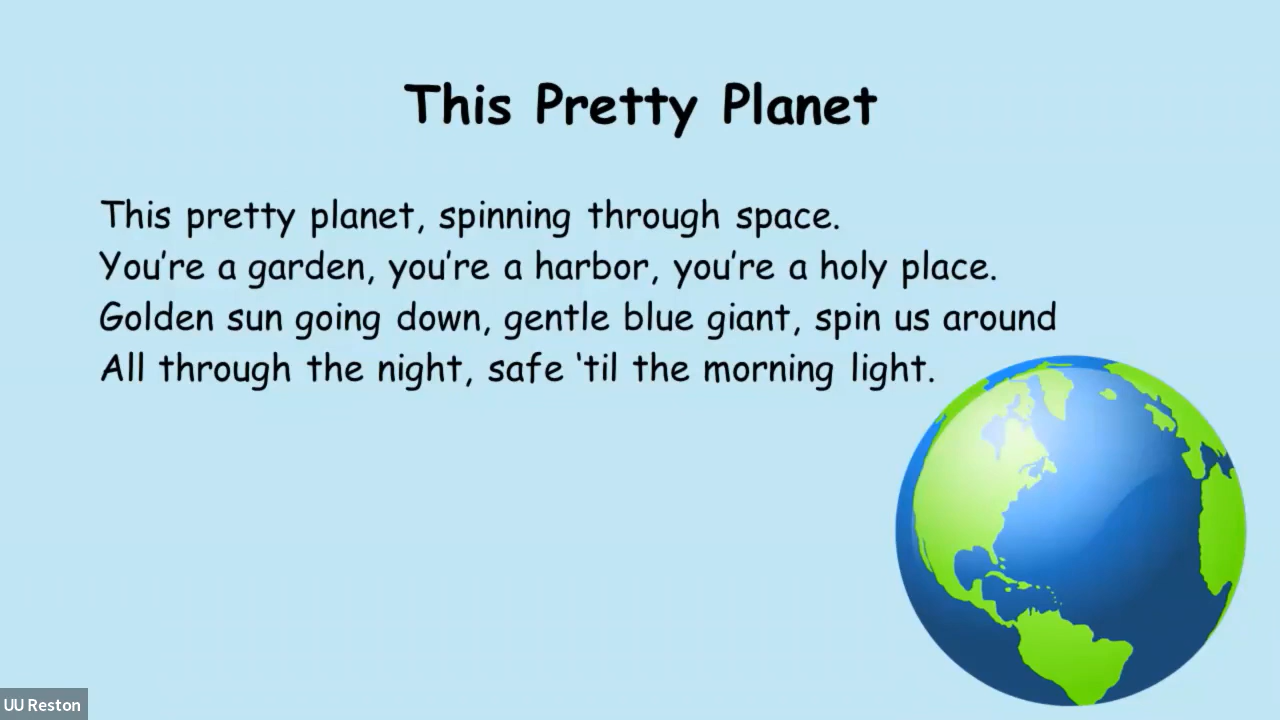 This Pretty Planet
This pretty planet, spinning through space.
You’re a garden, you’re a harbor, you’re a holy place.
Golden sun going down, gentle blue giant, spin us around
All through the night, safe ‘til the morning light.
UU Reston